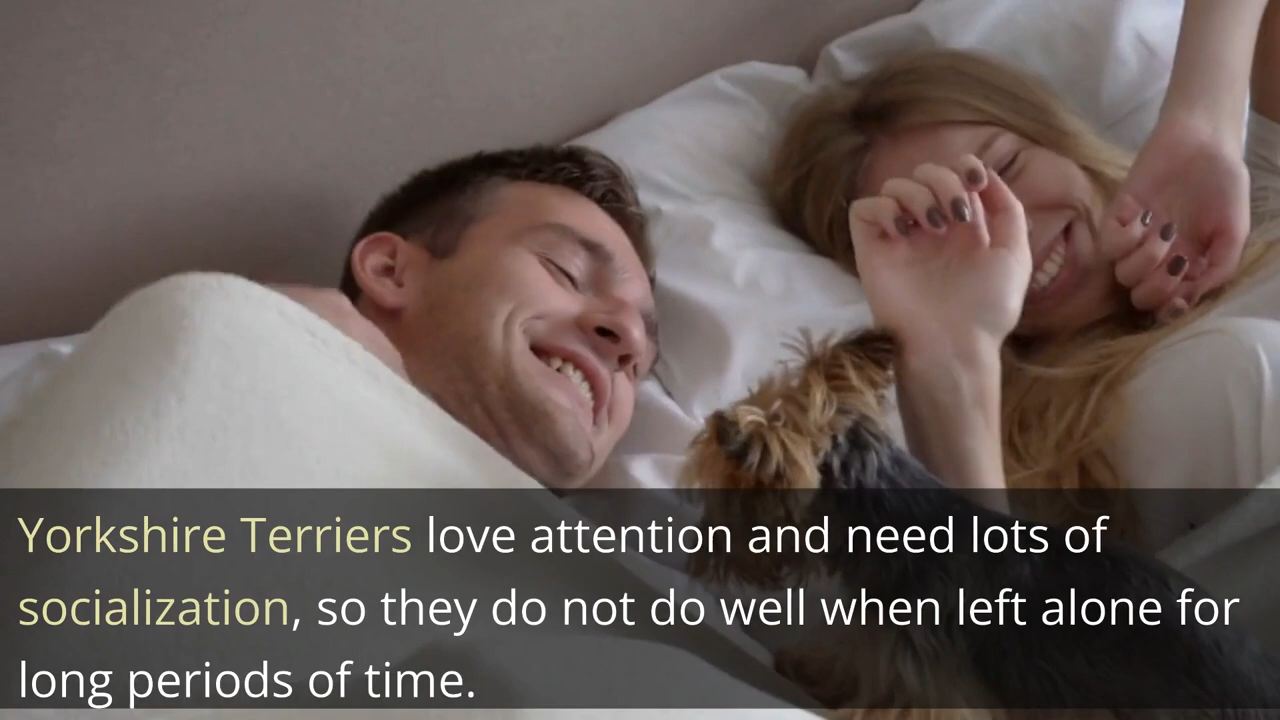 Yorkshire Terriers love attention and need lots of
socialization, so they do not do well when left alone for
long periods of time.